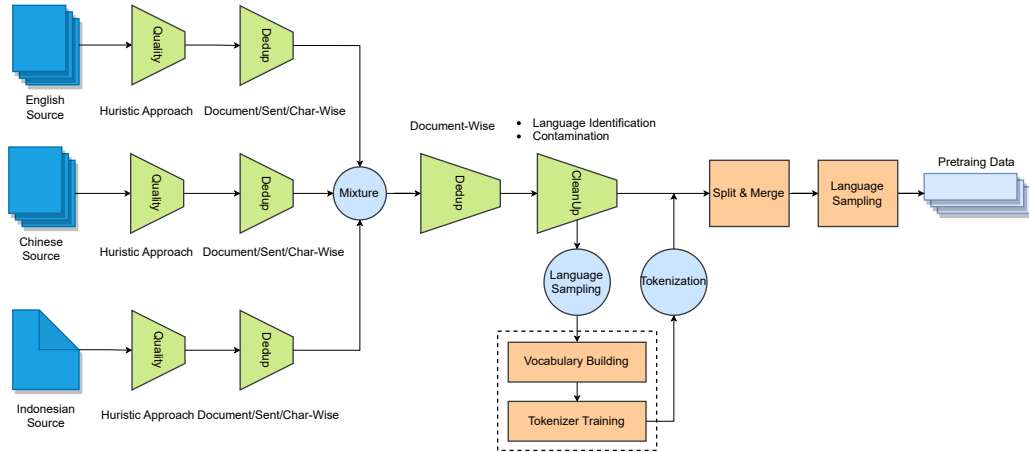 Quality
Dedup
English
Source
Huristic Approach
Document/Sent/Char-Wise
Quality
Dedup
Chinese
Source
Huristic Approach
Document/Sent/Char-Wise
Quality
Dedup
Indonesian
Source
Huristic Approach
Document/Sent/Char-Wise
Mixture
Document-Wise
Dedup
• Language Identification
• Contamination
CleanUp
Language
Sampling
Vocabulary Building
Tokenizer Training
Tokenization
Split & Merge
Language
Sampling
Pretraing Data